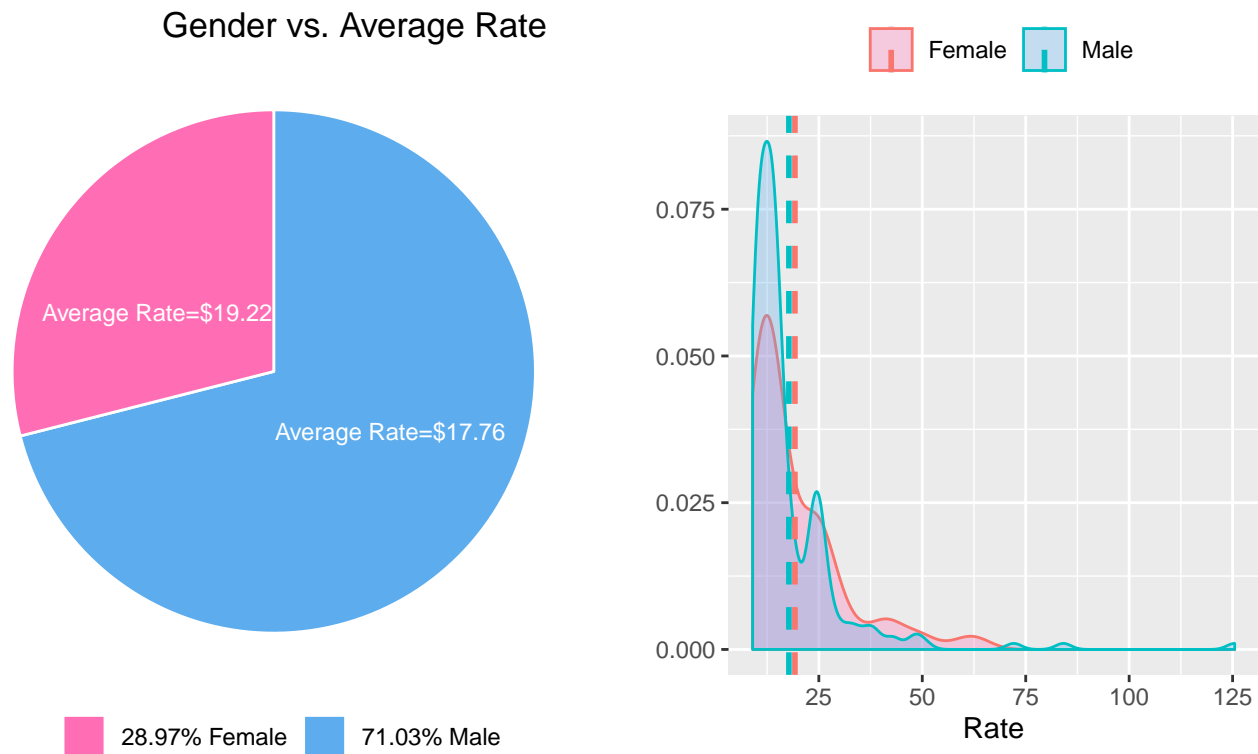 Gender vs. Average Rate
Average Rate=$19.22
Average Rate=$17.76
28.97% Female
71.03% Male
Female
Male
0.075
0.050
0.025
0.000
25
50
75
100
125
Rate